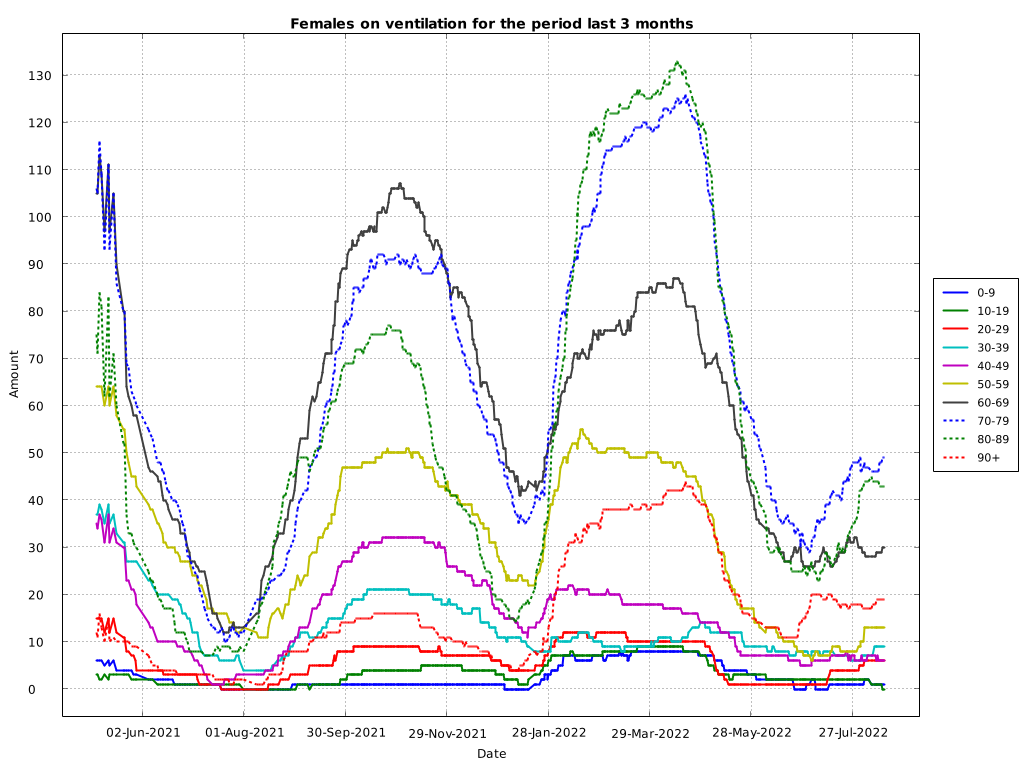 Females on ventilation for the period last 3 months
130
120
110
100
90
80
70
60
50
40
30
20
10
0
Amount
02-Jun-2021
01-Aug-2021
30-Sep-2021
29-Nov-2021
28-Jan-2022
29-Mar-2022
28-May-2022
27-Jul-2022
Date
0-9
10-19
20-29
30-39
40-49
50-59
60-69
70-79
80-89
90+